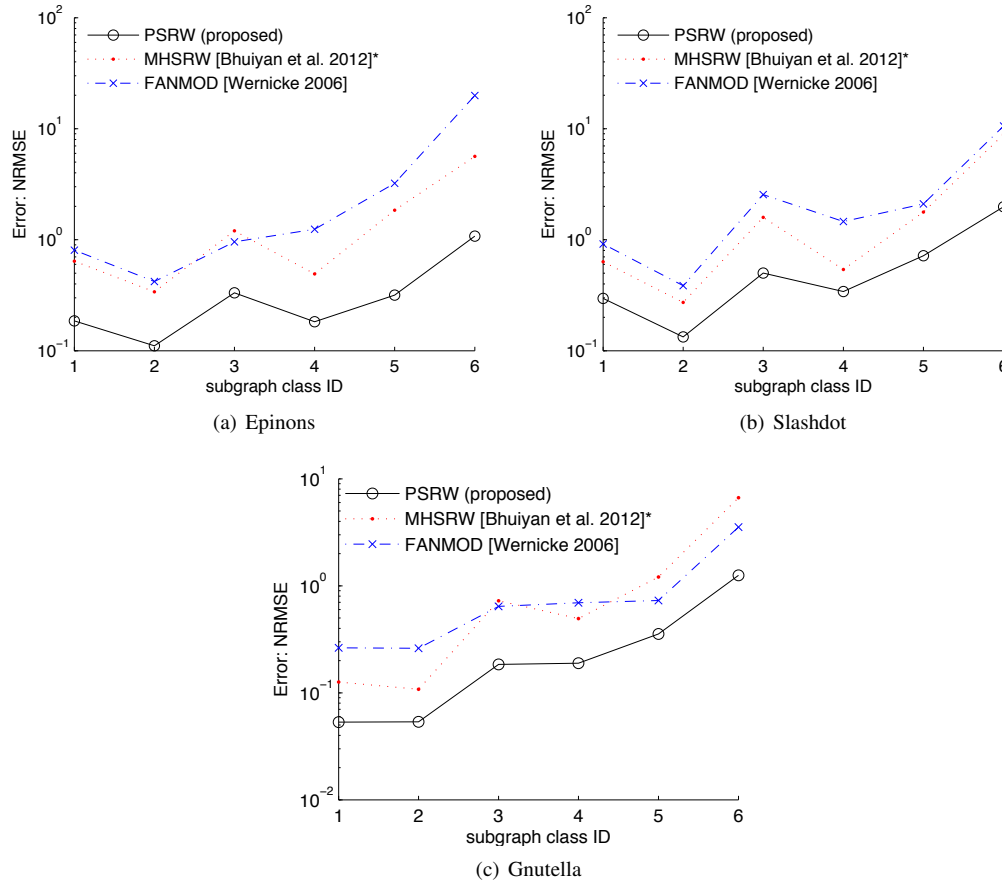 10^2
10^1
10^0
10^-1
Error: NRMSE
PSRW (proposed)
MHSRW [Bhuiyan et al. 2012]*
FANMOD [Wernicke 2006]
1 2 3 4 5 6
subgraph class ID
(a) Epinons
10^2
10^1
10^0
10^-1
Error: NRMSE
PSRW (proposed)
MHSRW [Bhuiyan et al. 2012]*
FANMOD [Wernicke 2006]
1 2 3 4 5 6
subgraph class ID
(b) Slashdot
10^1
10^0
10^-1
10^-2
Error: NRMSE
PSRW (proposed)
MHSRW [Bhuiyan et al. 2012]*
FANMOD [Wernicke 2006]
1 2 3 4 5 6
subgraph class ID
(c) Gnutella